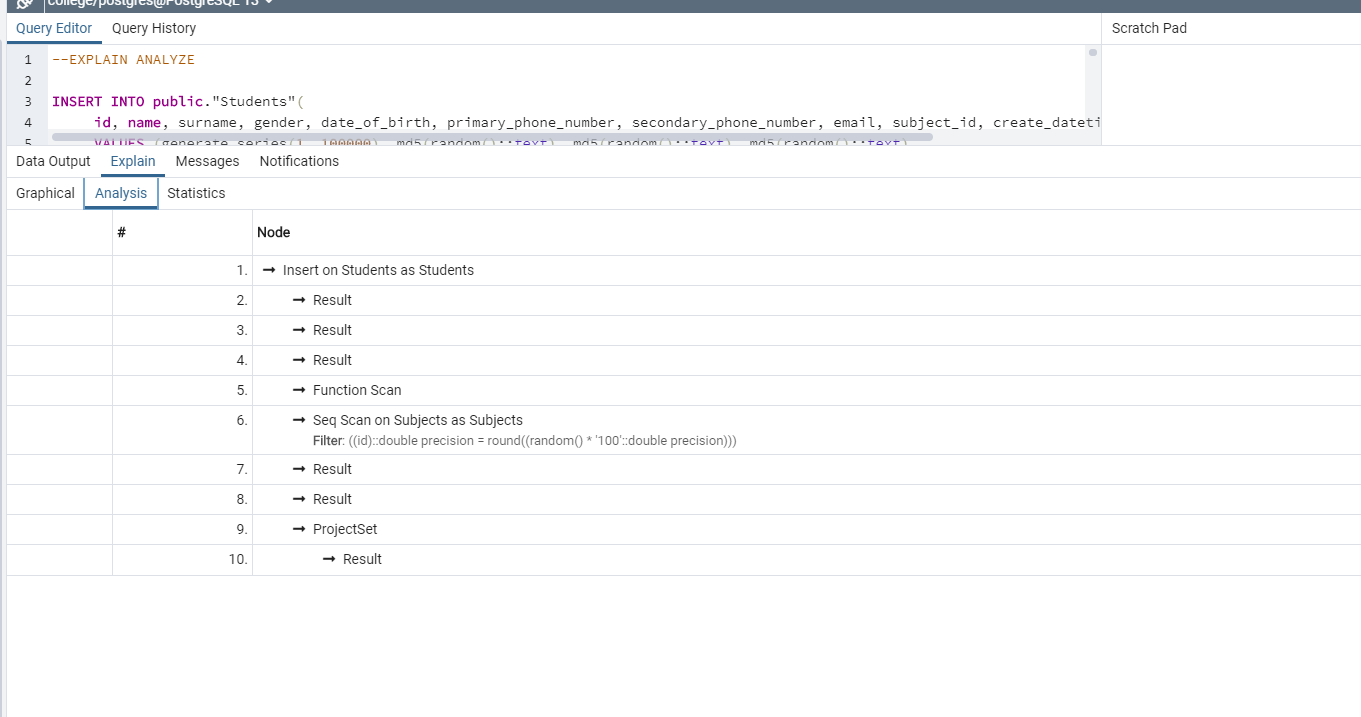 college/postgres@PostgreSQL 13
Query Editor Query History Scratch Pad
1 --EXPLAIN ANALYZE
2
3 INSERT INTO public."Students"(
4 id, name, surname, gender, date_of_birth, primary_phone_number, secondary_phone_number, email, subject_id, create_dateti
5 VALUES (generate_series(1, 100000), md5(random()::text), md5(random()::text), md5(random()::text),
Data Output Explain Messages Notifications
Graphical Analysis Statistics
# Node
1. → Insert on Students as Students
2. → Result
3. → Result
4. → Result
5. → Function Scan
6. → Seq Scan on Subjects as Subjects
Filter: ((id)::double precision = round((random() * '100'::double precision)))
7. → Result
8. → Result
9. → ProjectSet
10. → Result